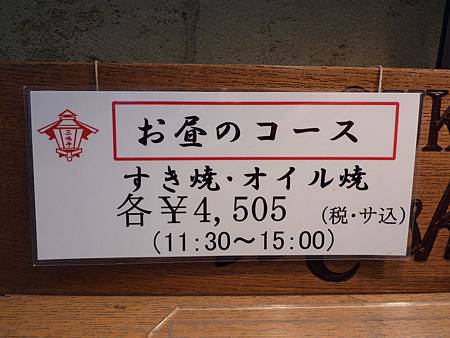 お昼のコース
すき焼・オイル焼
各￥4,505 (税・サ込)
(11:30～15:00)